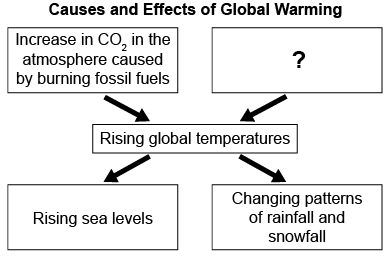 Causes and Effects of Global Warming
Increase in CO₂ in the
atmosphere caused
by burning fossil fuels
?
Rising global temperatures
Rising sea levels
Changing patterns
of rainfall and
snowfall